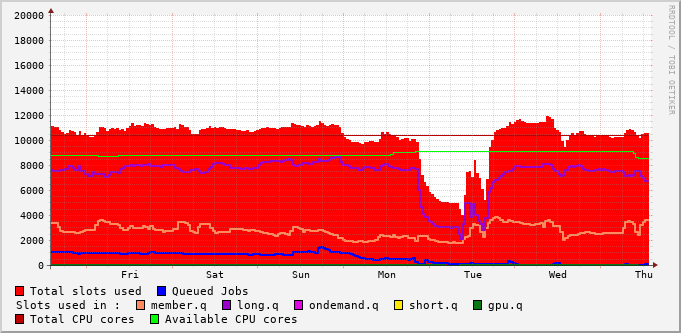 RRDTOOL / TOBI OETIKER
20000
18000
16000
14000
12000
10000
8000
6000
4000
2000
0
Fri Sat Sun Mon Tue Wed Thu
Total slots used Queued Jobs
Slots used in : member.q long.q ondemand.q short.q gpu.q
Total CPU cores Available CPU cores